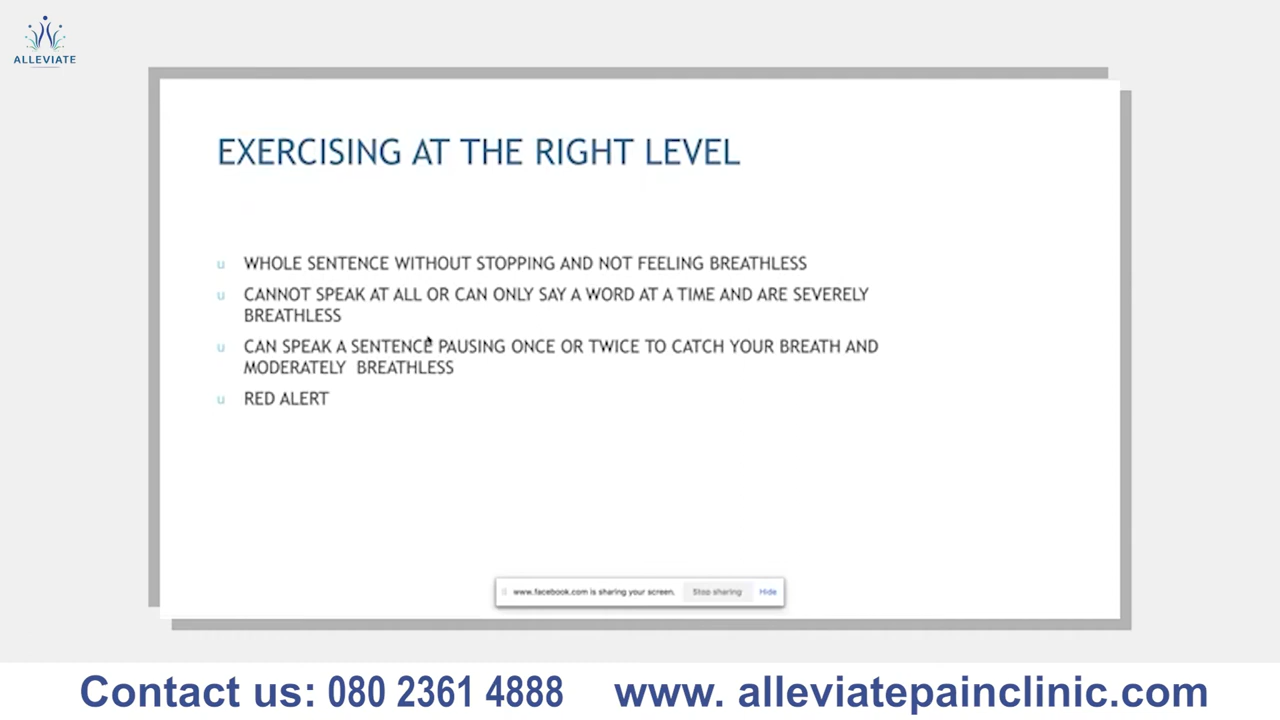 ALLEVIATE
EXERCISING AT THE RIGHT LEVEL
u WHOLE SENTENCE WITHOUT STOPPING AND NOT FEELING BREATHLESS
u CANNOT SPEAK AT ALL OR CAN ONLY SAY A WORD AT A TIME AND ARE SEVERELY
BREATHLESS
u CAN SPEAK A SENTENCE PAUSING ONCE OR TWICE TO CATCH YOUR BREATH AND
MODERATELY BREATHLESS
u RED ALERT
www.facebook.com is sharing your screen. Stop sharing Hide
Contact us: 080 2361 4888 www. alleviatepainclinic.com